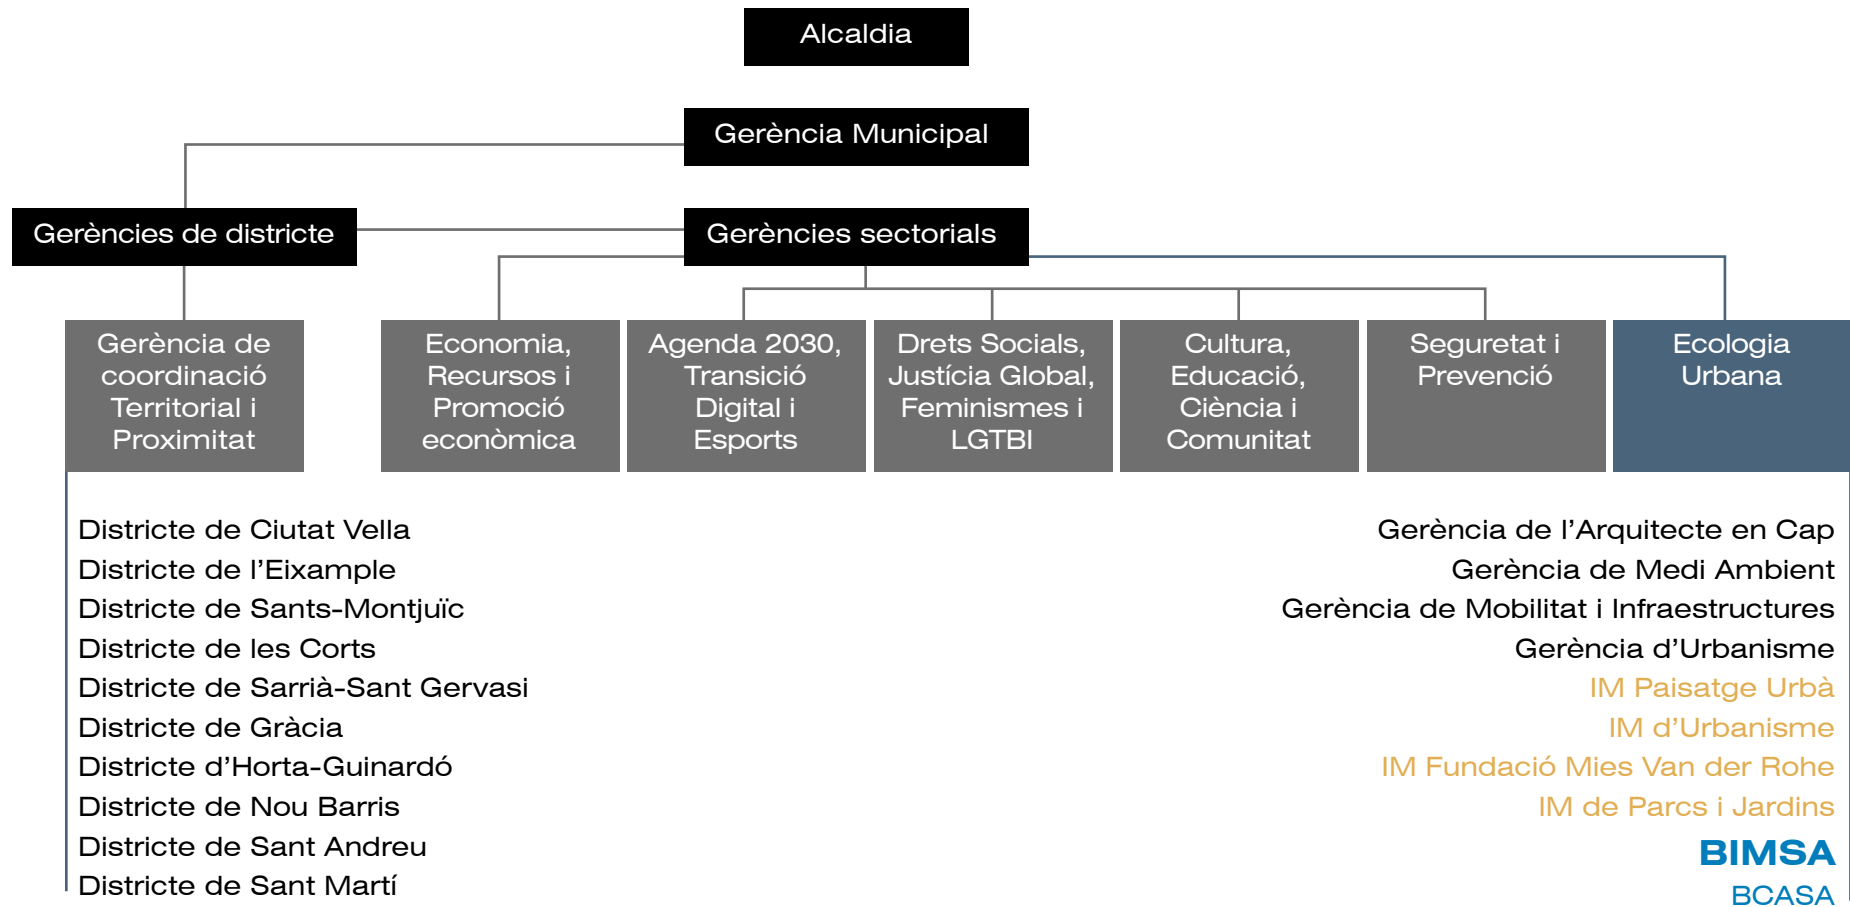 Alcaldia
Gerència Municipal
Gerències de districte
Gerències sectorials
Gerència de
coordinació
Territorial i
Proximitat
Economia,
Recursos i
Promoció
econòmica
Agenda 2030,
Transició
Digital i
Esports
Drets Socials,
Justícia Global,
Feminismes i
LGTBI
Cultura,
Educació,
Ciència i
Comunitat
Seguretat i
Prevenció
Ecologia
Urbana
Districte de Ciutat Vella
Districte de l’Eixample
Districte de Sants-Montjuïc
Districte de les Corts
Districte de Sarrià-Sant Gervasi
Districte de Gràcia
Districte d’Horta-Guinardó
Districte de Nou Barris
Districte de Sant Andreu
Districte de Sant Martí
Gerència de l’Arquitecte en Cap
Gerència de Medi Ambient
Gerència de Mobilitat i Infraestructures
Gerència d’Urbanisme
IM Paisatge Urbà
IM d’Urbanisme
IM Fundació Mies Van der Rohe
IM de Parcs i Jardins
BIMSA
BCASA